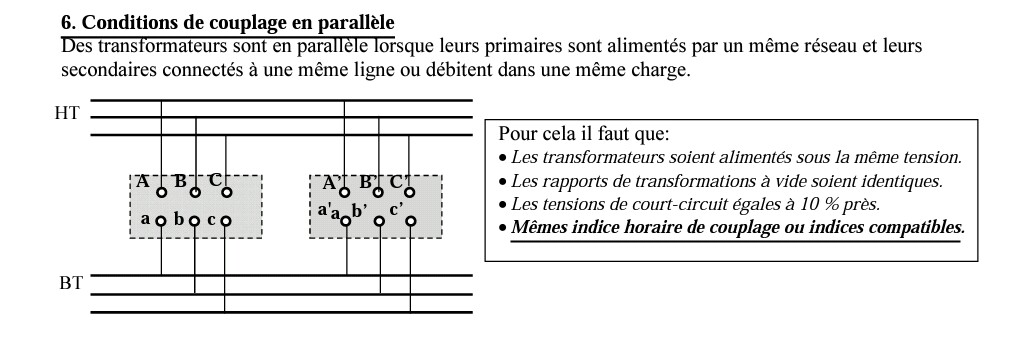 6. Conditions de couplage en parallèle
Des transformateurs sont en parallèle lorsque leurs primaires sont alimentés par un même réseau et leurs
secondaires connectés à une même ligne ou débitent dans une même charge.
HT
A B C
A' B' C'
a b c
a'a b' c'
BT
Pour cela il faut que:
• Les transformateurs soient alimentés sous la même tension.
• Les rapports de transformations à vide soient identiques.
• Les tensions de court-circuit égales à 10 % près.
• Mêmes indice horaire de couplage ou indices compatibles.